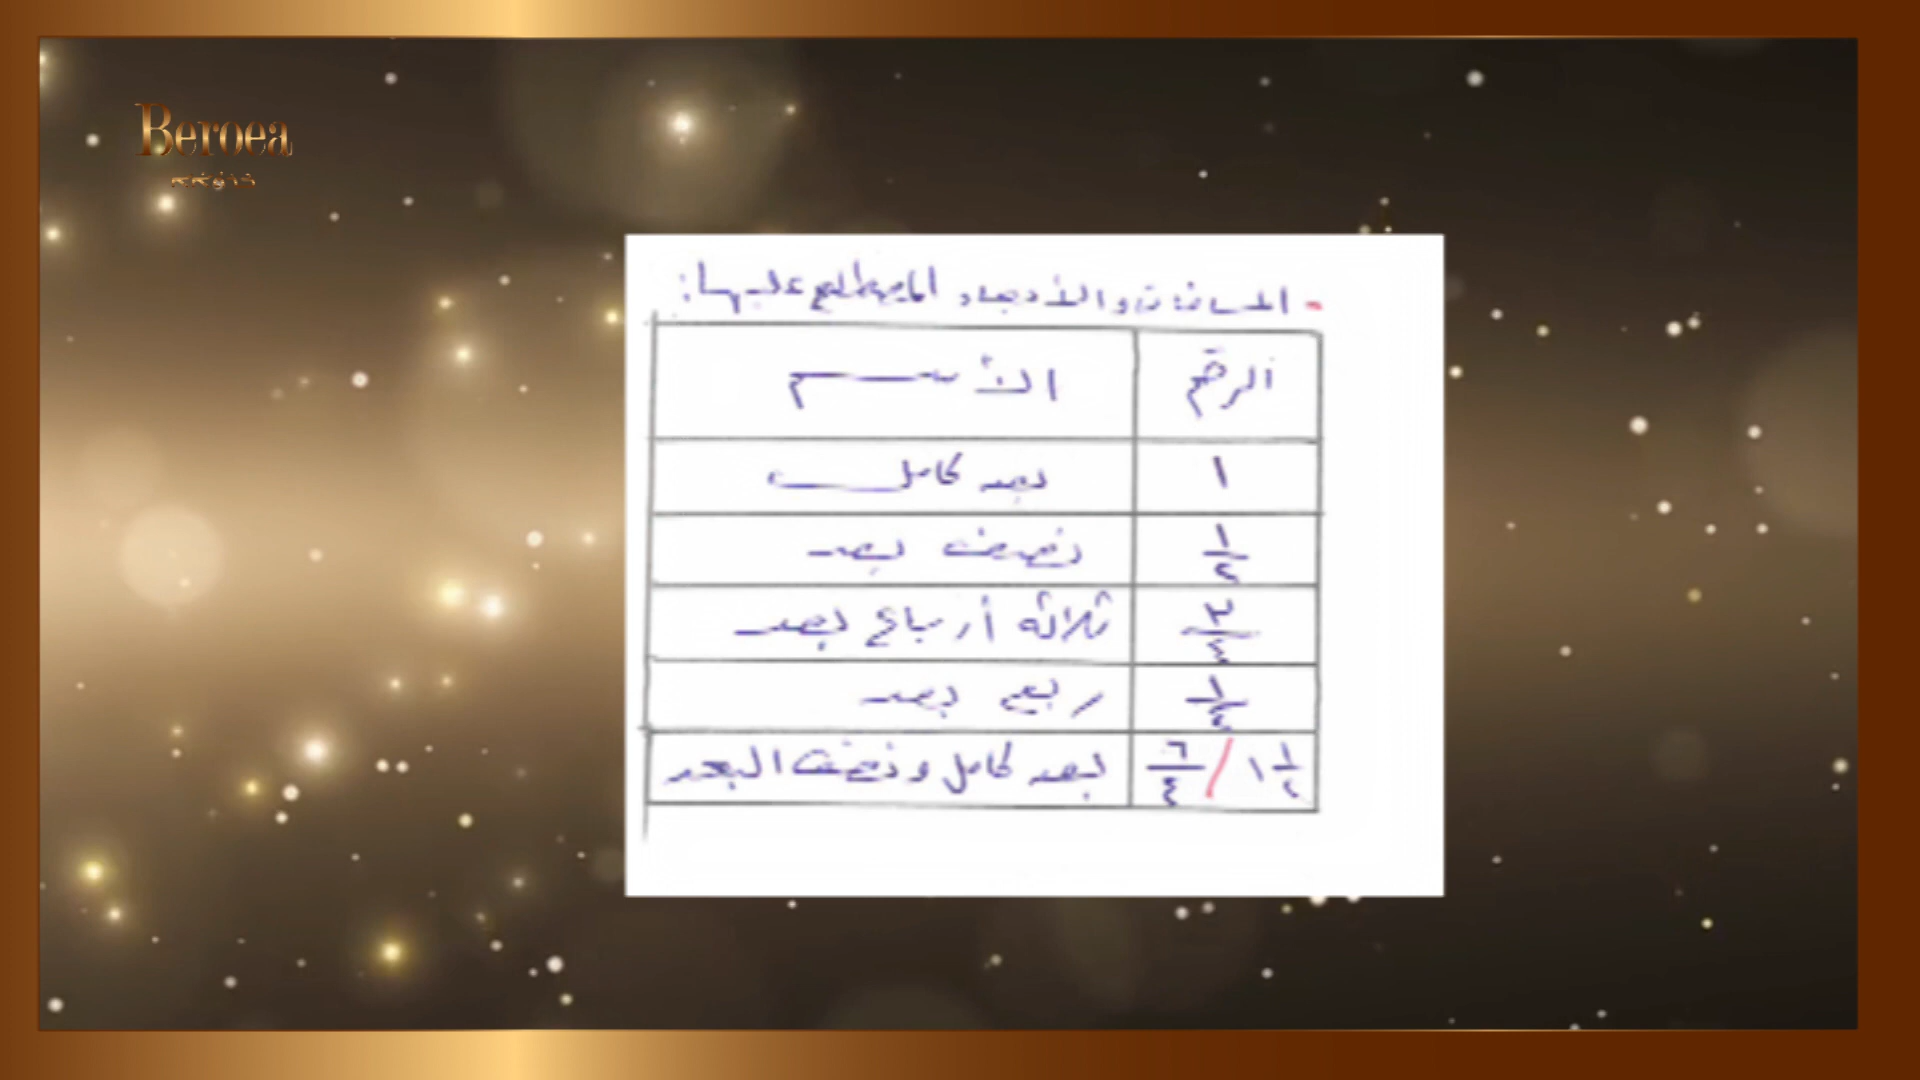 Beroea
- المسافات والأبعاد المصطلح عليها:
الرقم الأسم
١ بعد كامل
١/٢ نصف بعد
٣/٤ ثلاثة أرباع بعد
١/٤ ربع بعد
١ ١/٢ / ٦/٤ بعد كامل ونصف البعد